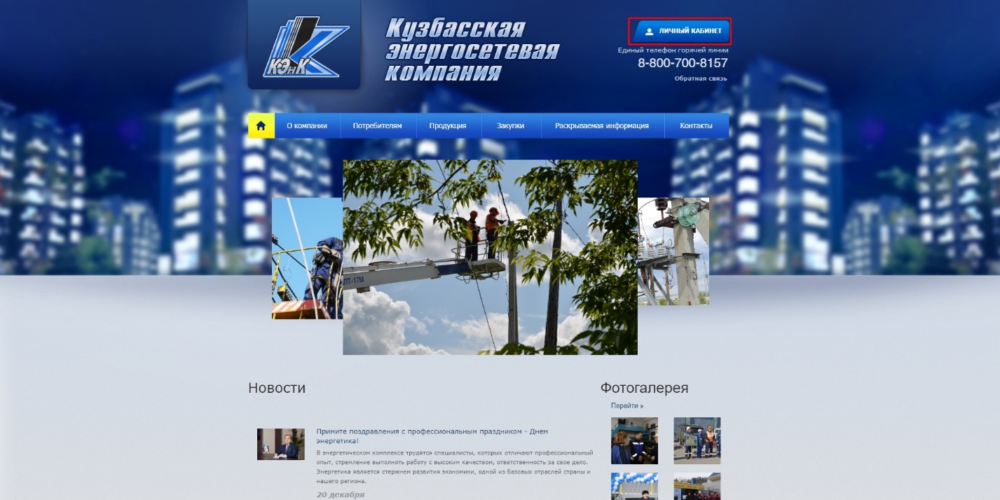 КЭнК
Кузбасская
энергосетевая
компания
ЛИЧНЫЙ КАБИНЕТ
Единый телефон горячей линии
8-800-700-8157
Обратная связь
О компании
Потребителям
Продукция
Закупки
Раскрываемая информация
Контакты
ЛПТ-17М
Новости
Примите поздравления с профессиональным праздником - Днем
энергетика!
В энергетическом комплексе трудятся специалисты, которых отличают профессиональный
опыт, стремление выполнять работу с высоким качеством, ответственность за свое дело.
Энергетика является стержнем развития экономики, одной из базовых отраслей страны и
нашего региона.
20 декабря
Фотогалерея
Перейти »